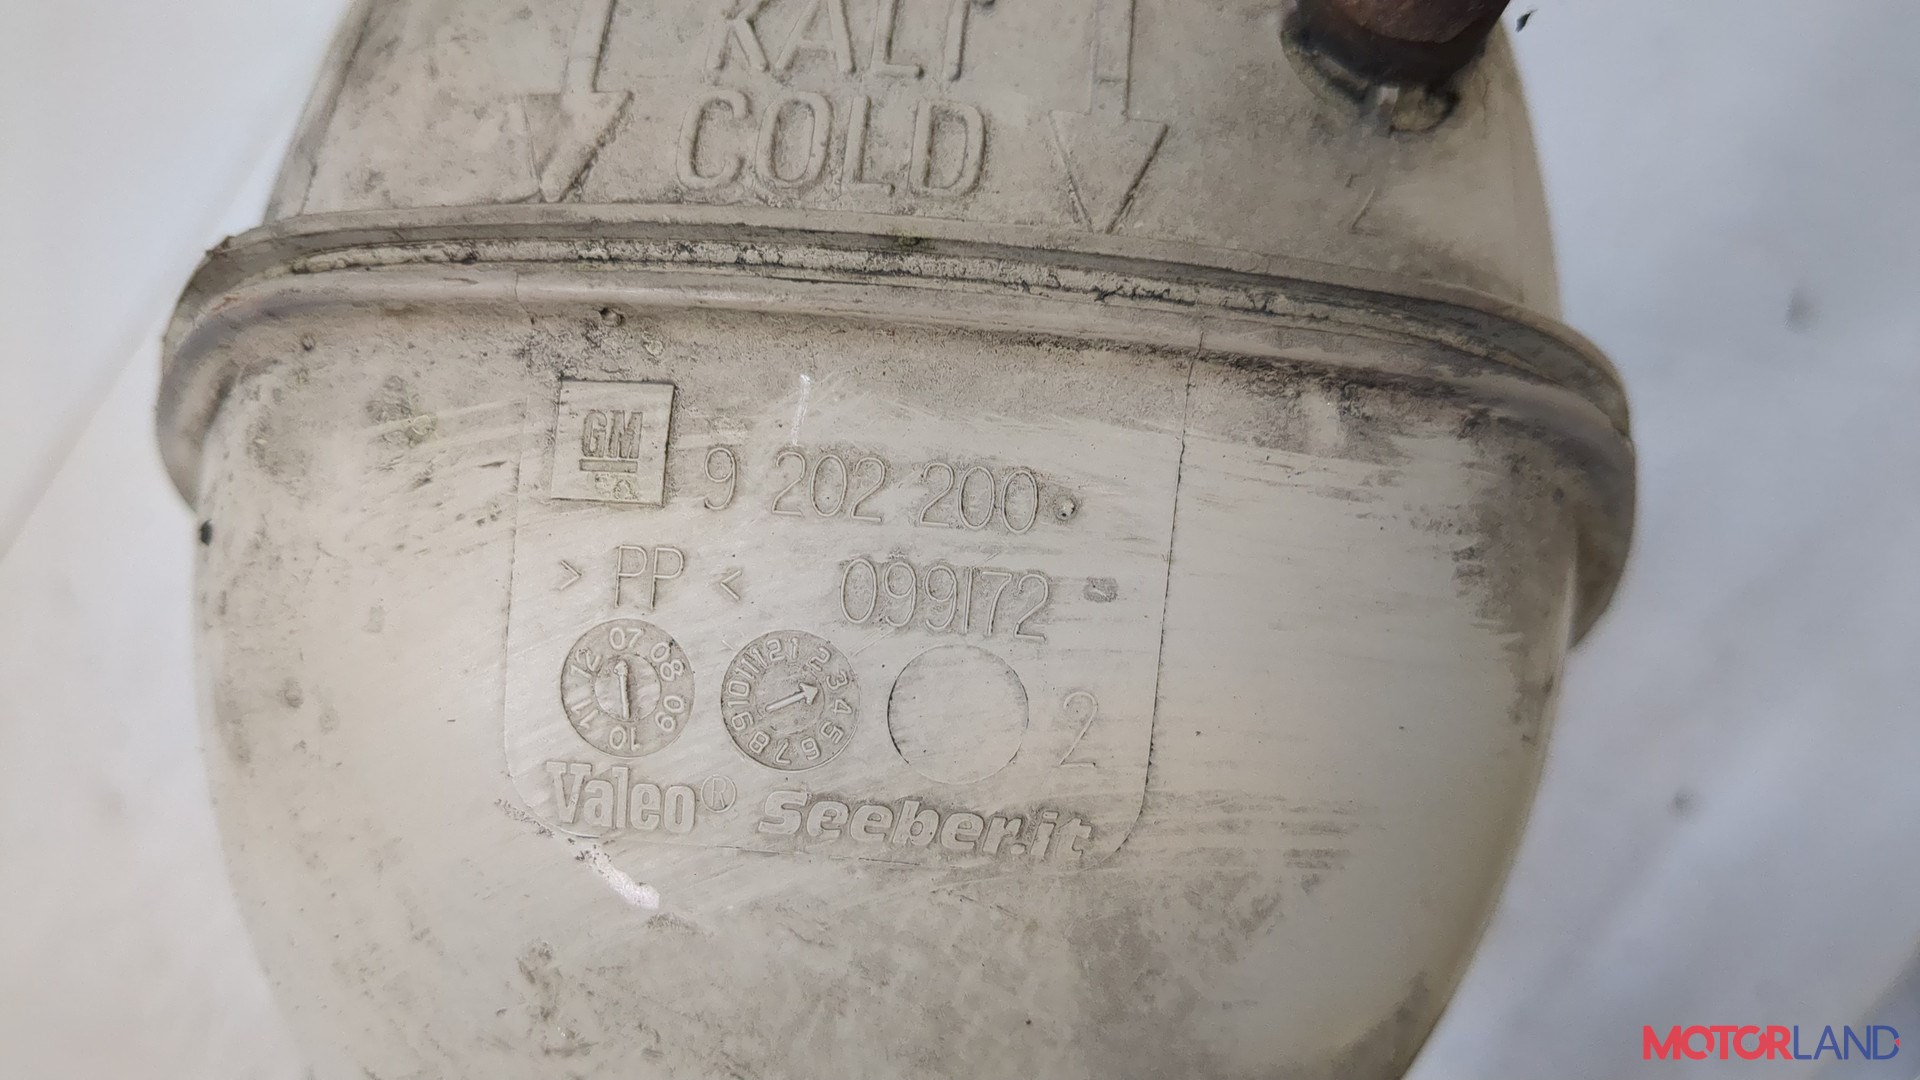 KALT
COLD
GM
9 202 200
> PP < 099172
07 08 09 10 11 12
1 2 3 4 5 6 7 8 9 10 11 12
2
Valeo® Seeber.it
MOTORLAND